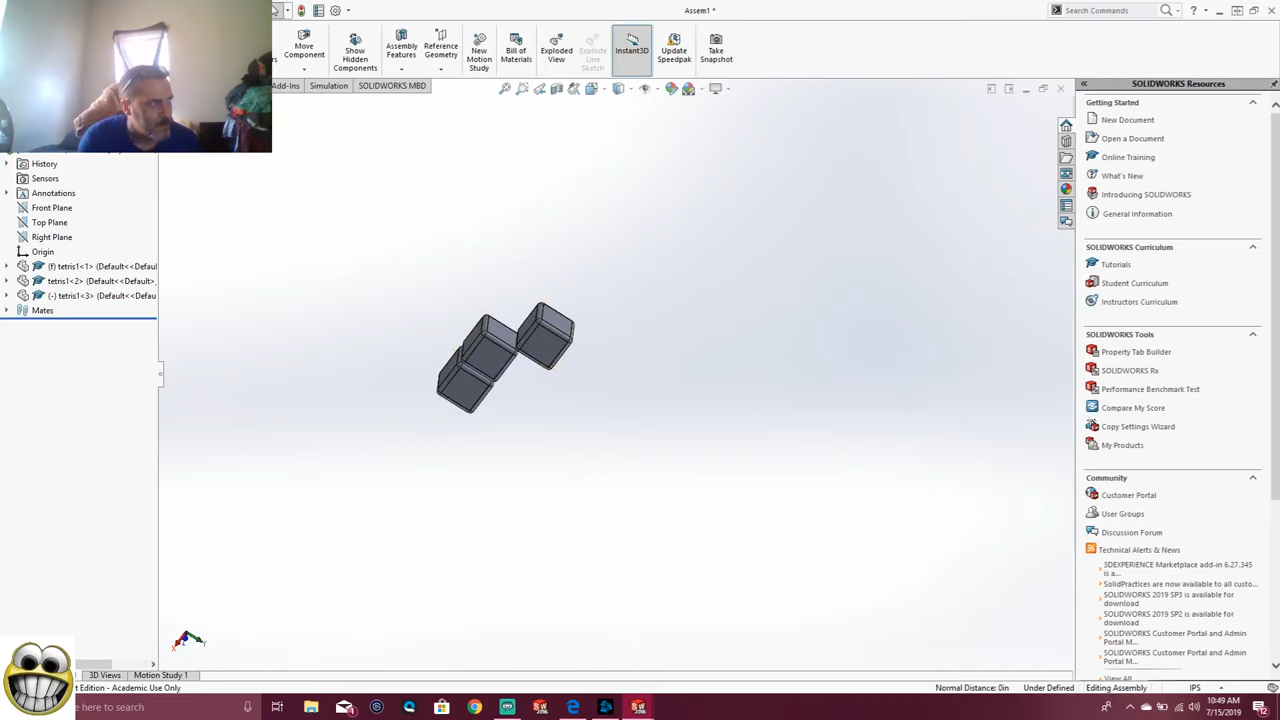 Assem1 *
Search Commands
Move Component
Show Hidden Components
Assembly Features
Reference Geometry
New Motion Study
Bill of Materials
Exploded View
Explode Line Sketch
Instant3D
Update Speedpak
Take Snapshot
Add-Ins
Simulation
SOLIDWORKS MBD
History
Sensors
Annotations
Front Plane
Top Plane
Right Plane
Origin
(f) tetris1<1> (Default<<Defaul
tetris1<2> (Default<<Default>
(-) tetris1<3> (Default<<Defau
Mates
SOLIDWORKS Resources
Getting Started
New Document
Open a Document
Online Training
What's New
Introducing SOLIDWORKS
General Information
SOLIDWORKS Curriculum
Tutorials
Student Curriculum
Instructors Curriculum
SOLIDWORKS Tools
Property Tab Builder
SOLIDWORKS Rx
Performance Benchmark Test
Compare My Score
Copy Settings Wizard
My Products
Community
Customer Portal
User Groups
Discussion Forum
Technical Alerts & News
3DEXPERIENCE Marketplace add-in 6.27.345
is a...
SolidPractices are now available to all custo...
SOLIDWORKS 2019 SP3 is available for
download
SOLIDWORKS 2019 SP2 is available for
download
SOLIDWORKS Customer Portal and Admin
Portal M...
SOLIDWORKS Customer Portal and Admin
Portal M...
View All
X
Y
3D Views
Motion Study 1
t Edition - Academic Use Only
Normal Distance: 0in
Under Defined
Editing Assembly
IPS
here to search
10:49 AM
7/15/2019
12